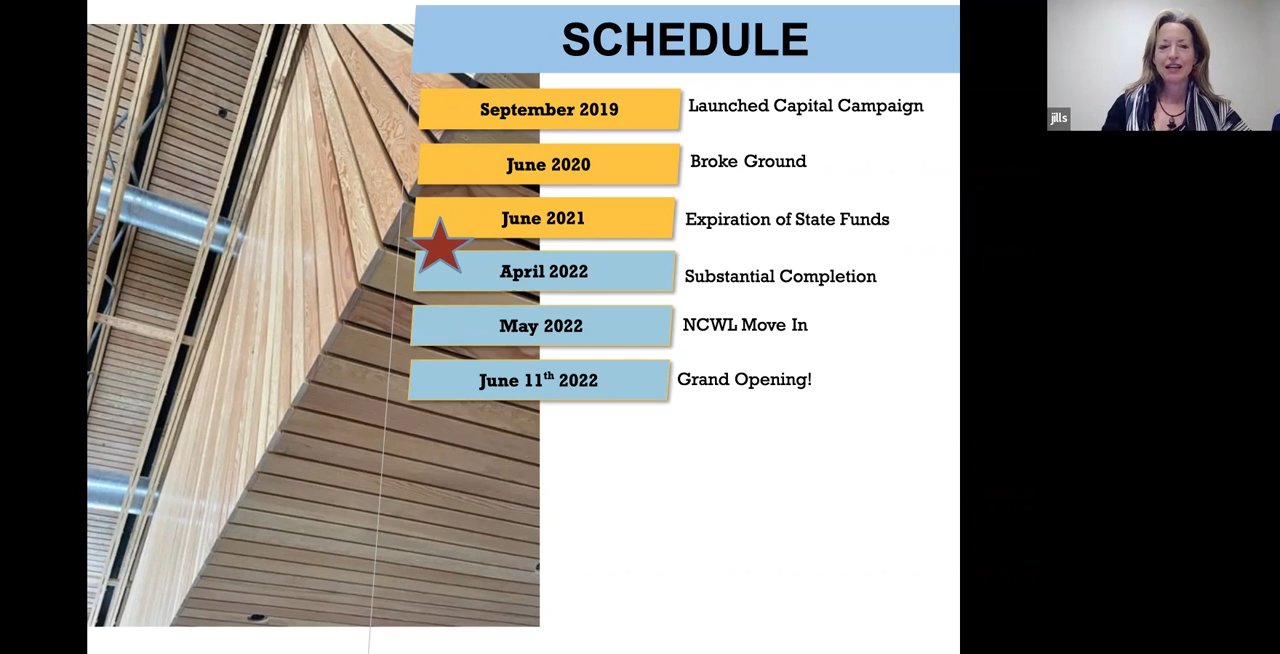 SCHEDULE
September 2019 Launched Capital Campaign
June 2020 Broke Ground
June 2021 Expiration of State Funds
April 2022 Substantial Completion
May 2022 NCWL Move In
June 11th 2022 Grand Opening!
jills